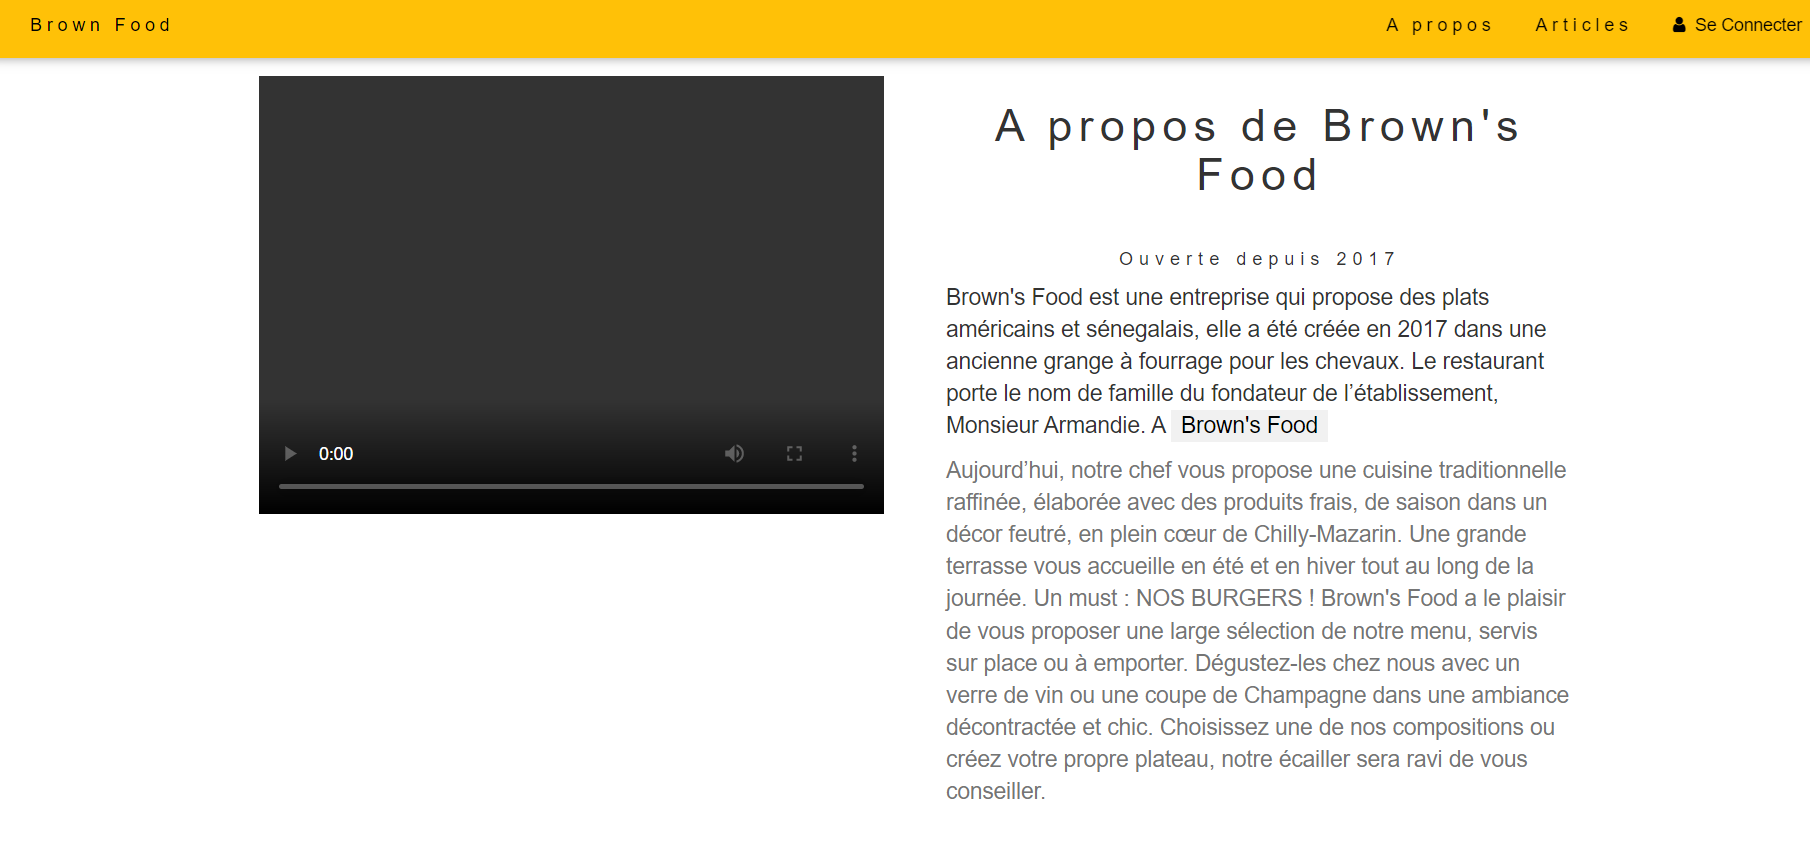 Brown Food
A propos
Articles
Se Connecter
0:00
A propos de Brown's
Food
Ouverte depuis 2017
Brown's Food est une entreprise qui propose des plats
américains et sénegalais, elle a été créée en 2017 dans une
ancienne grange à fourrage pour les chevaux. Le restaurant
porte le nom de famille du fondateur de l’établissement,
Monsieur Armandie. A Brown's Food
Aujourd’hui, notre chef vous propose une cuisine traditionnelle
raffinée, élaborée avec des produits frais, de saison dans un
décor feutré, en plein cœur de Chilly-Mazarin. Une grande
terrasse vous accueille en été et en hiver tout au long de la
journée. Un must : NOS BURGERS ! Brown's Food a le plaisir
de vous proposer une large sélection de notre menu, servis
sur place ou à emporter. Dégustez-les chez nous avec un
verre de vin ou une coupe de Champagne dans une ambiance
décontractée et chic. Choisissez une de nos compositions ou
créez votre propre plateau, notre écailler sera ravi de vous
conseiller.